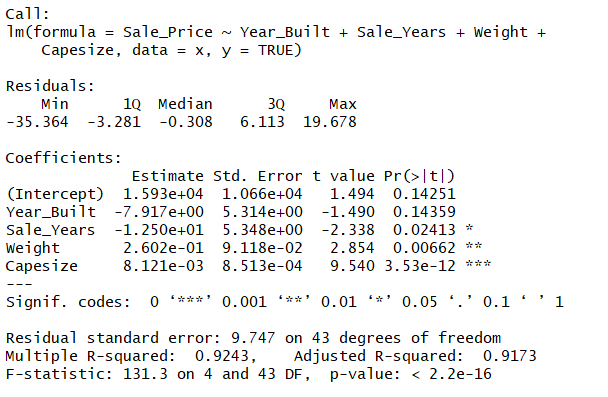 Call:
lm(formula = Sale_Price ~ Year_Built + Sale_Years + Weight +
    Capesize, data = x, y = TRUE)
Residuals:
    Min      1Q  Median      3Q     Max
-35.364  -3.281  -0.308   6.113  19.678
Coefficients:
              Estimate Std. Error t value Pr(>|t|)
(Intercept)  1.593e+04  1.066e+04   1.494  0.14251
Year_Built  -7.917e+00  5.314e+00  -1.490  0.14359
Sale_Years  -1.250e+01  5.348e+00  -2.338  0.02413 *
Weight       2.602e-01  9.118e-02   2.854  0.00662 **
Capesize     8.121e-03  8.513e-04   9.540 3.53e-12 ***
---
Signif. codes:  0 ‘***’ 0.001 ‘**’ 0.01 ‘*’ 0.05 ‘.’ 0.1 ‘ ’ 1
Residual standard error: 9.747 on 43 degrees of freedom
Multiple R-squared:  0.9243,    Adjusted R-squared:  0.9173
F-statistic: 131.3 on 4 and 43 DF,  p-value: < 2.2e-16